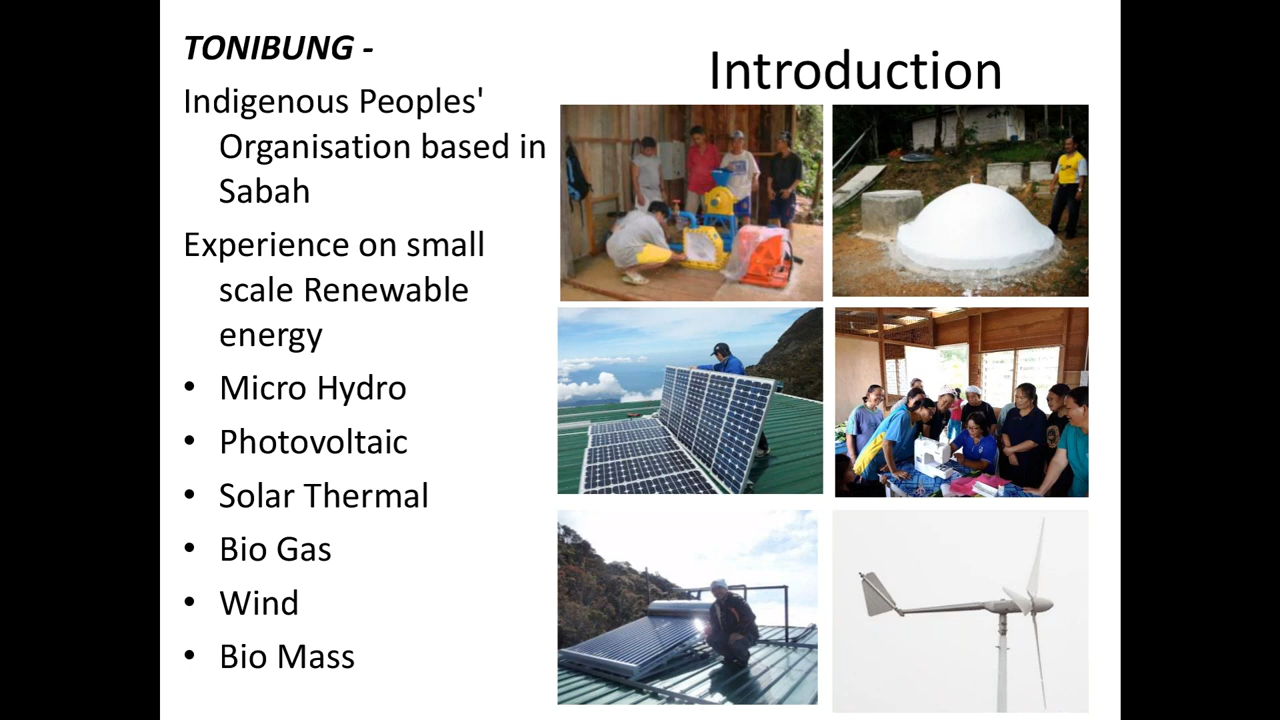 TONIBUNG -
Introduction
Indigenous Peoples'
Organisation based in
Sabah
Experience on small
scale Renewable
energy
• Micro Hydro
• Photovoltaic
• Solar Thermal
• Bio Gas
• Wind
• Bio Mass